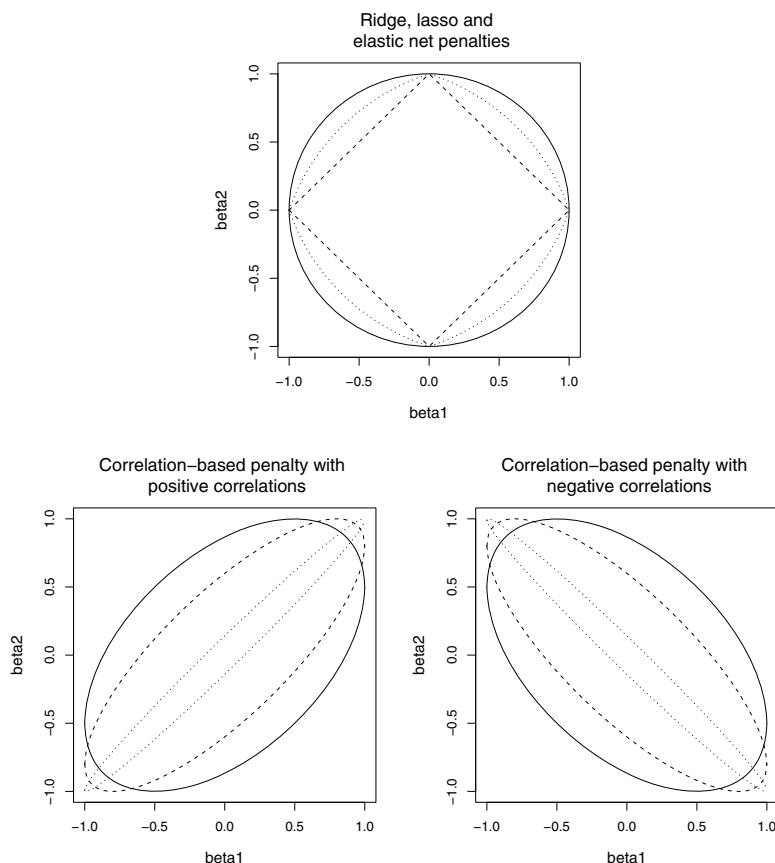 Ridge, lasso and
elastic net penalties
1.0
0.5
0.0
−0.5
−1.0
beta2
−1.0 −0.5 0.0 0.5 1.0
beta1
Correlation−based penalty with
positive correlations
1.0
0.5
0.0
−0.5
−1.0
beta2
−1.0 −0.5 0.0 0.5 1.0
beta1
Correlation−based penalty with
negative correlations
1.0
0.5
0.0
−0.5
−1.0
beta2
−1.0 −0.5 0.0 0.5 1.0
beta1